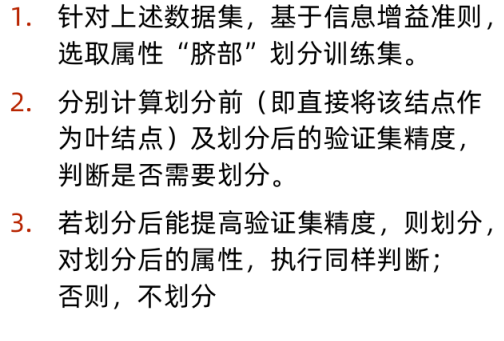 1. 针对上述数据集，基于信息增益准则，
选取属性“脐部”划分训练集。
2. 分别计算划分前（即直接将该结点作
为叶结点）及划分后的验证集精度，
判断是否需要划分。
3. 若划分后能提高验证集精度，则划分，
对划分后的属性，执行同样判断；
否则，不划分